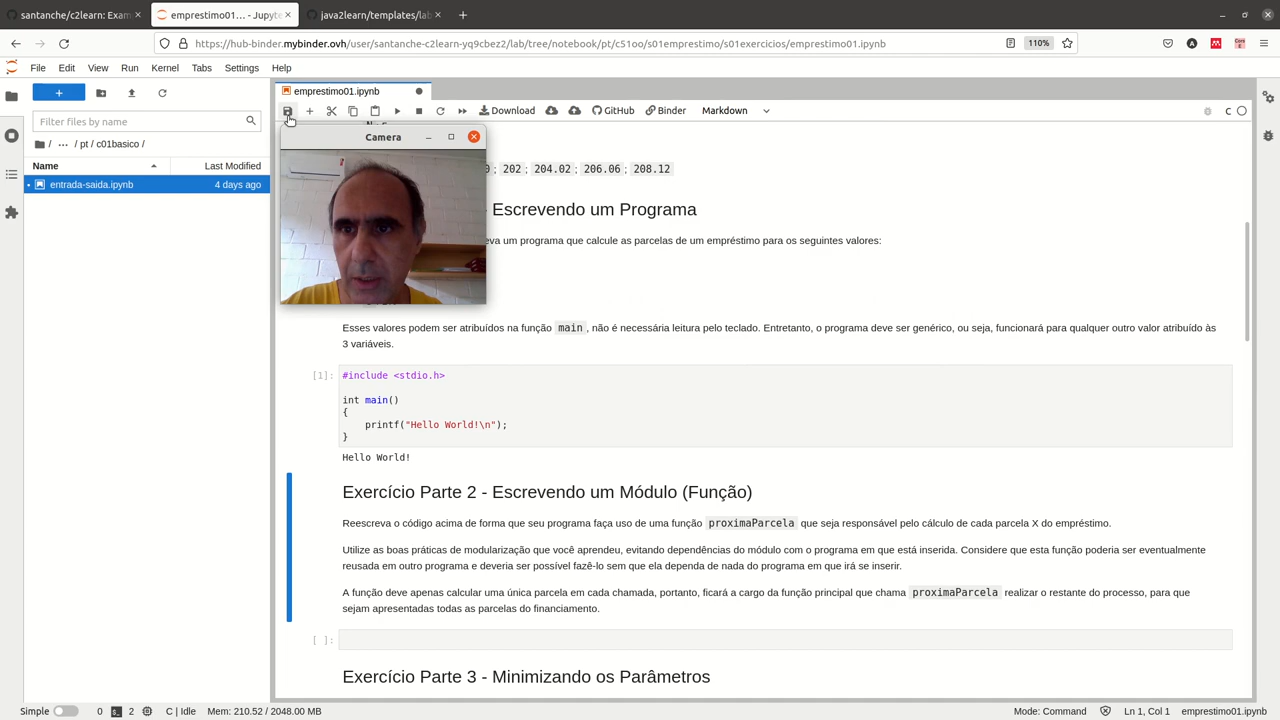 santanche/c2learn: Exam
emprestimo01… - Jupyte
java2learn/templates/lab
https://hub-binder.mybinder.ovh/user/santanche-c2learn-yq9cbez2/lab/tree/notebook/pt/c51oo/s01emprestimo/s01exercicios/emprestimo01.ipynb
110%
File Edit View Run Kernel Tabs Settings Help
emprestimo01.ipynb
Download GitHub Binder Markdown C
Filter files by name
/ … / pt / c01basico /
Name Last Modified
entrada-saida.ipynb 4 days ago
Camera
; 202 ; 204.02 ; 206.06 ; 208.12
- Escrevendo um Programa
eva um programa que calcule as parcelas de um empréstimo para os seguintes valores:
Esses valores podem ser atribuídos na função main , não é necessária leitura pelo teclado. Entretanto, o programa deve ser genérico, ou seja, funcionará para qualquer outro valor atribuído às
3 variáveis.
[1]: #include <stdio.h>
int main()
{
printf("Hello World!\n");
}
Hello World!
Exercício Parte 2 - Escrevendo um Módulo (Função)
Reescreva o código acima de forma que seu programa faça uso de uma função proximaParcela que seja responsável pelo cálculo de cada parcela X do empréstimo.
Utilize as boas práticas de modularização que você aprendeu, evitando dependências do módulo com o programa em que está inserida. Considere que esta função poderia ser eventualmente
reusada em outro programa e deveria ser possível fazê-lo sem que ela dependa de nada do programa em que irá se inserir.
A função deve apenas calcular uma única parcela em cada chamada, portanto, ficará a cargo da função principal que chama proximaParcela realizar o restante do processo, para que
sejam apresentadas todas as parcelas do financiamento.
[ ]:
Exercício Parte 3 - Minimizando os Parâmetros
Simple 0 2 C | Idle Mem: 210.52 / 2048.00 MB Mode: Command Ln 1, Col 1 emprestimo01.ipynb